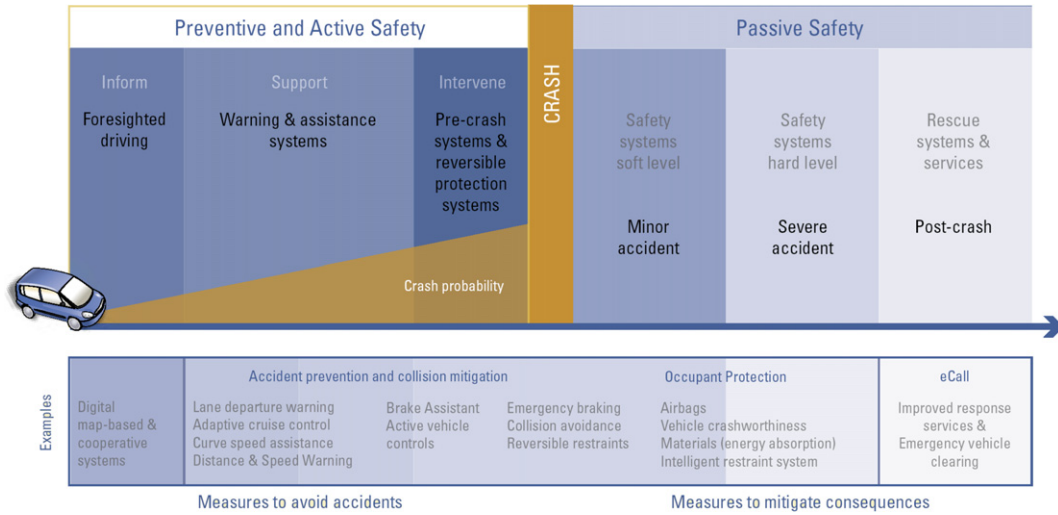 Preventive and Active Safety
Passive Safety
Inform
Foresighted
driving
Support
Warning & assistance
systems
Intervene
Pre-crash
systems &
reversible
protection
systems
CRASH
Safety
systems
soft level
Minor
accident
Safety
systems
hard level
Severe
accident
Rescue
systems &
services
Post-crash
Crash probability
Examples
Digital
map-based &
cooperative
systems
Accident prevention and collision mitigation
Lane departure warning
Adaptive cruise control
Curve speed assistance
Distance & Speed Warning
Brake Assistant
Active vehicle
controls
Emergency braking
Collision avoidance
Reversible restraints
Occupant Protection
Airbags
Vehicle crashworthiness
Materials (energy absorption)
Intelligent restraint system
eCall
Improved response
services &
Emergency vehicle
clearing
Measures to avoid accidents
Measures to mitigate consequences